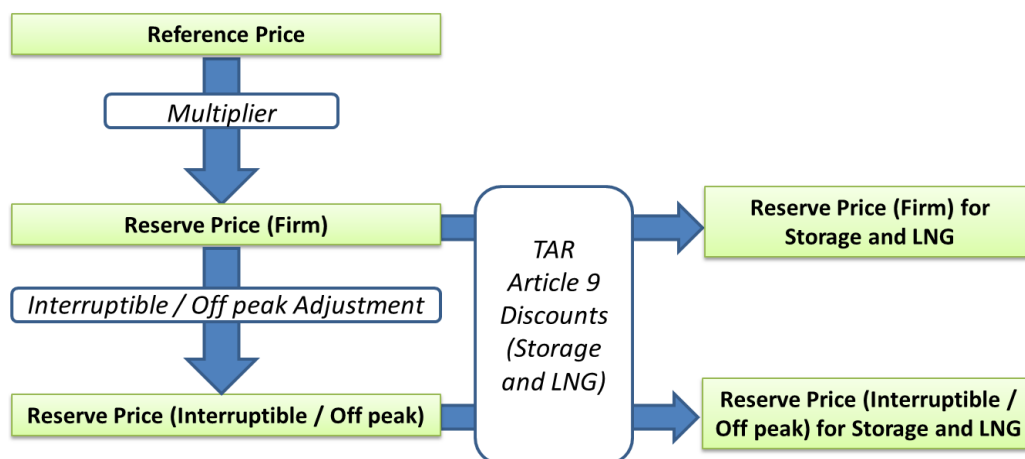 Reference Price
Multiplier
Reserve Price (Firm)
Interruptible / Off peak Adjustment
Reserve Price (Interruptible / Off peak)
TAR
Article 9
Discounts
(Storage
and LNG)
Reserve Price (Firm) for
Storage and LNG
Reserve Price (Interruptible /
Off peak) for Storage and LNG